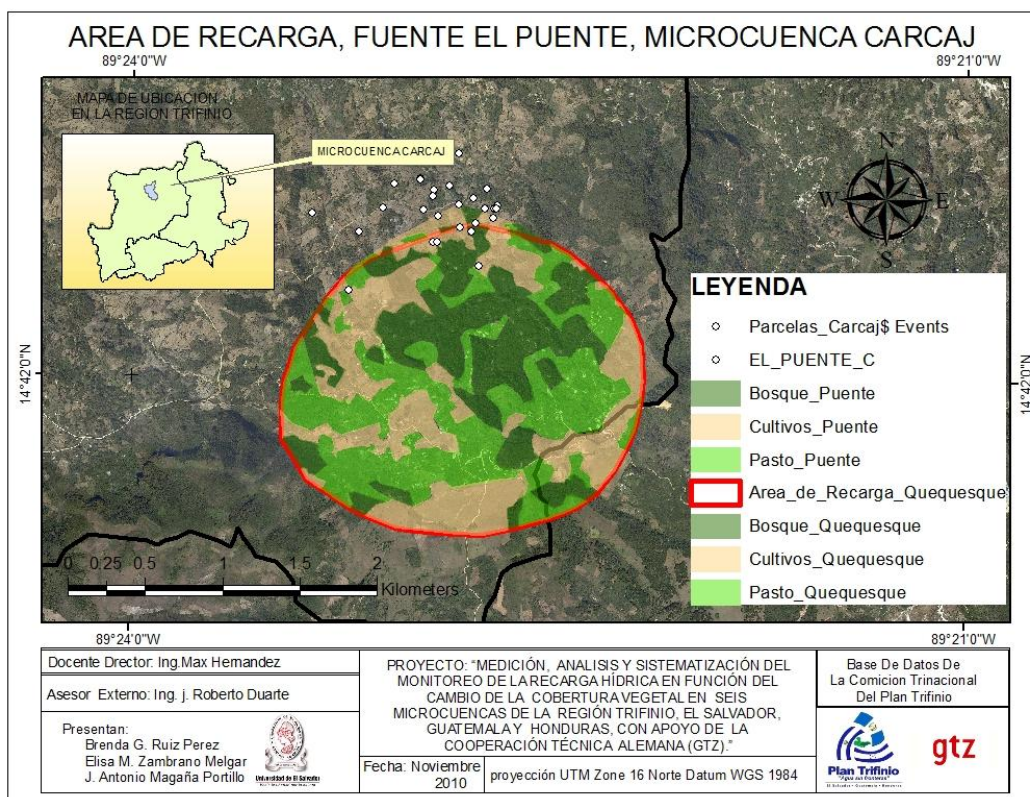 AREA DE RECARGA, FUENTE EL PUENTE, MICROCUENCA CARCAJ
89°24'0"W
89°21'0"W
MAPA DE UBICACIÓN
EN LA REGION TRIFINIO
MICROCUENCA CARCAJ
N
W
E
S
14°42'0"N
14°42'0"N
LEYENDA
Parcelas_Carcaj$ Events
EL_PUENTE_C
Bosque_Puente
Cultivos_Puente
Pasto_Puente
Area_de_Recarga_Quequesque
Bosque_Quequesque
Cultivos_Quequesque
Pasto_Quequesque
0 0.25 0.5 1 1.5 2
Kilometers
89°24'0"W
89°21'0"W
Docente Director: Ing.Max Hernandez
Asesor Externo: Ing. j. Roberto Duarte
Presentan:
Brenda G. Ruiz Perez
Elisa M. Zambrano Melgar
J. Antonio Magaña Portillo
Universidad de El Salvador
PROYECTO: “MEDICIÓN, ANALISIS Y SISTEMATIZACIÓN DEL
MONITOREO DE LA RECARGA HÍDRICA EN FUNCIÓN DEL
CAMBIO DE LA COBERTURA VEGETAL EN SEIS
MICROCUENCAS DE LA REGIÓN TRIFINIO, EL SALVADOR,
GUATEMALA Y HONDURAS, CON APOYO DE LA
COOPERACIÓN TÉCNICA ALEMANA (GTZ).”
Fecha: Noviembre
2010
proyección UTM Zone 16 Norte Datum WGS 1984
Base De Datos De
La Comicion Trinacional
Del Plan Trifinio
Plan Trifinio
"Agua sin fronteras"
gtz